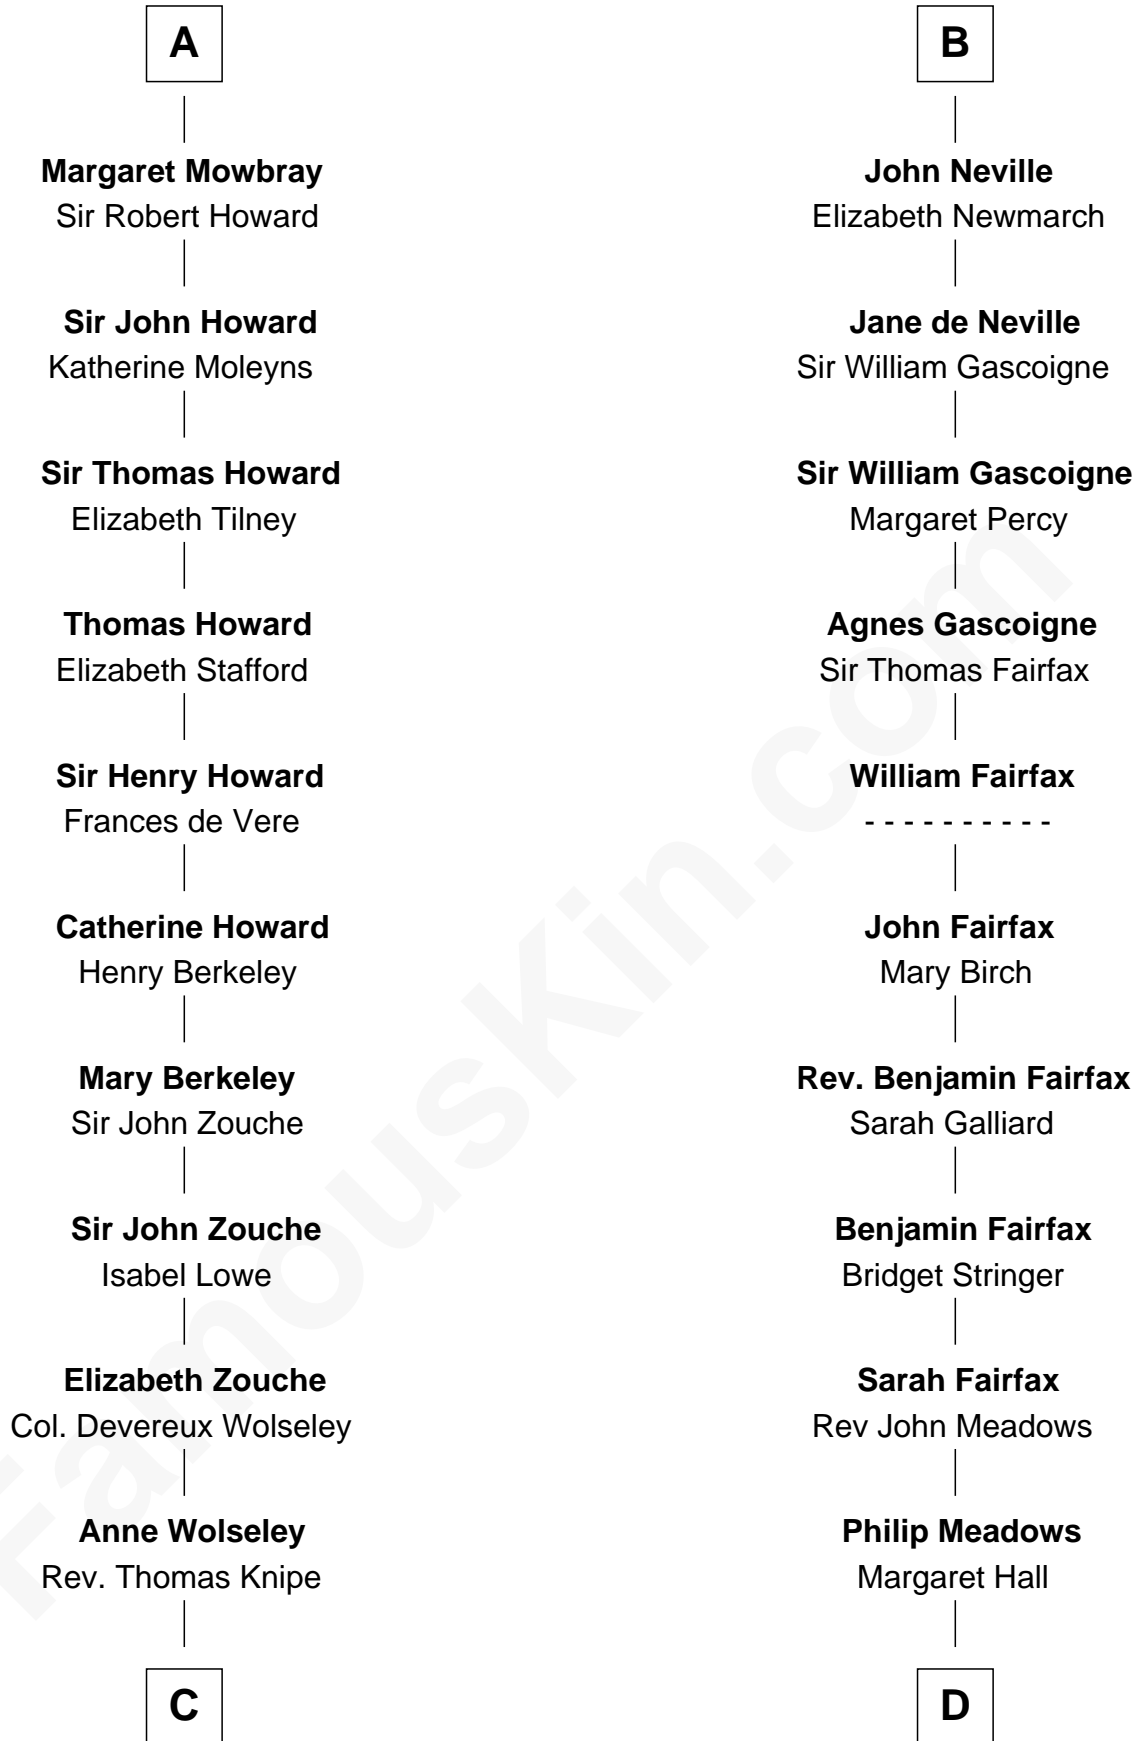 A
Margaret Mowbray
Sir Robert Howard
Sir John Howard
Katherine Moleyns
Sir Thomas Howard
Elizabeth Tilney
Thomas Howard
Elizabeth Stafford
Sir Henry Howard
Frances de Vere
Catherine Howard
Henry Berkeley
Mary Berkeley
Sir John Zouche
Sir John Zouche
Isabel Lowe
Elizabeth Zouche
Col. Devereux Wolseley
Anne Wolseley
Rev. Thomas Knipe
C
B
John Neville
Elizabeth Newmarch
Jane de Neville
Sir William Gascoigne
Sir William Gascoigne
Margaret Percy
Agnes Gascoigne
Sir Thomas Fairfax
William Fairfax
- - - - - - - - - -
John Fairfax
Mary Birch
Rev. Benjamin Fairfax
Sarah Galliard
Benjamin Fairfax
Bridget Stringer
Sarah Fairfax
Rev John Meadows
Philip Meadows
Margaret Hall
D
FamousKin.com